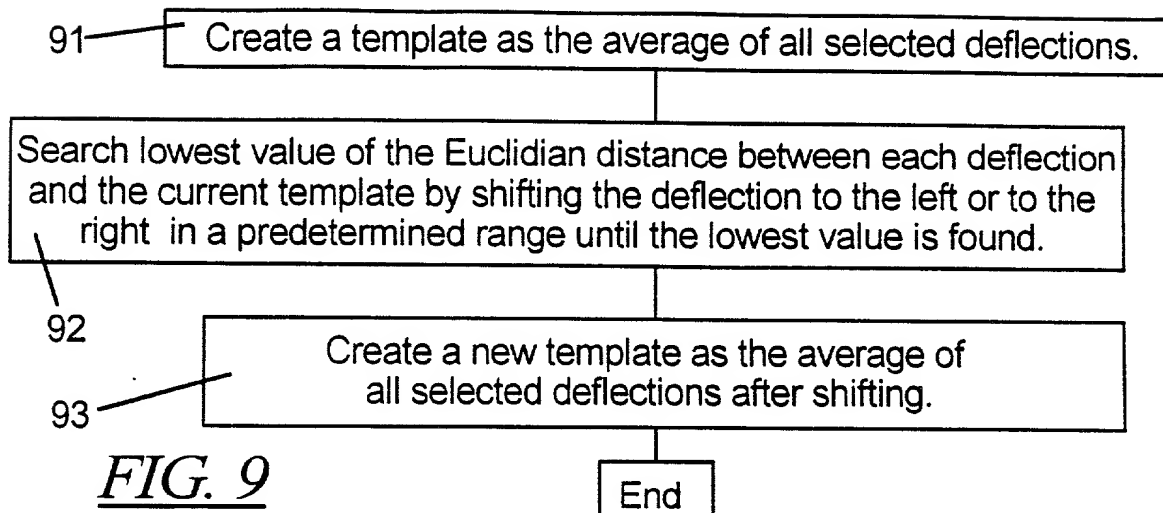 91
Create a template as the average of all selected deflections.
Search lowest value of the Euclidian distance between each deflection
and the current template by shifting the deflection to the left or to the
right in a predetermined range until the lowest value is found.
92
Create a new template as the average of
all selected deflections after shifting.
93
FIG. 9
End